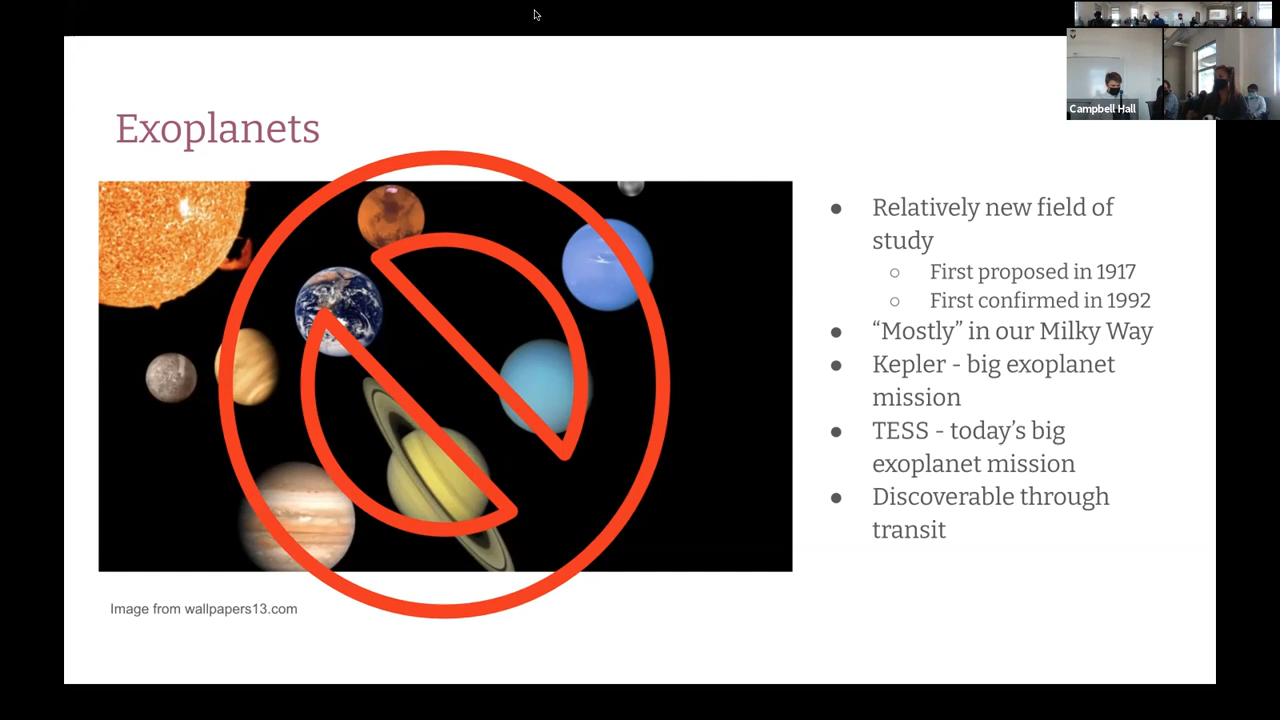 Campbell Hall
Exoplanets
● Relatively new field of
study
○ First proposed in 1917
○ First confirmed in 1992
● “Mostly” in our Milky Way
● Kepler - big exoplanet
mission
● TESS - today’s big
exoplanet mission
● Discoverable through
transit
Image from wallpapers13.com